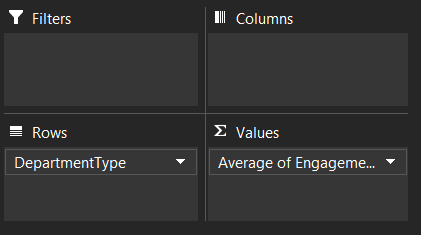 Filters
Columns
Rows
Values
DepartmentType
Average of Engageme...